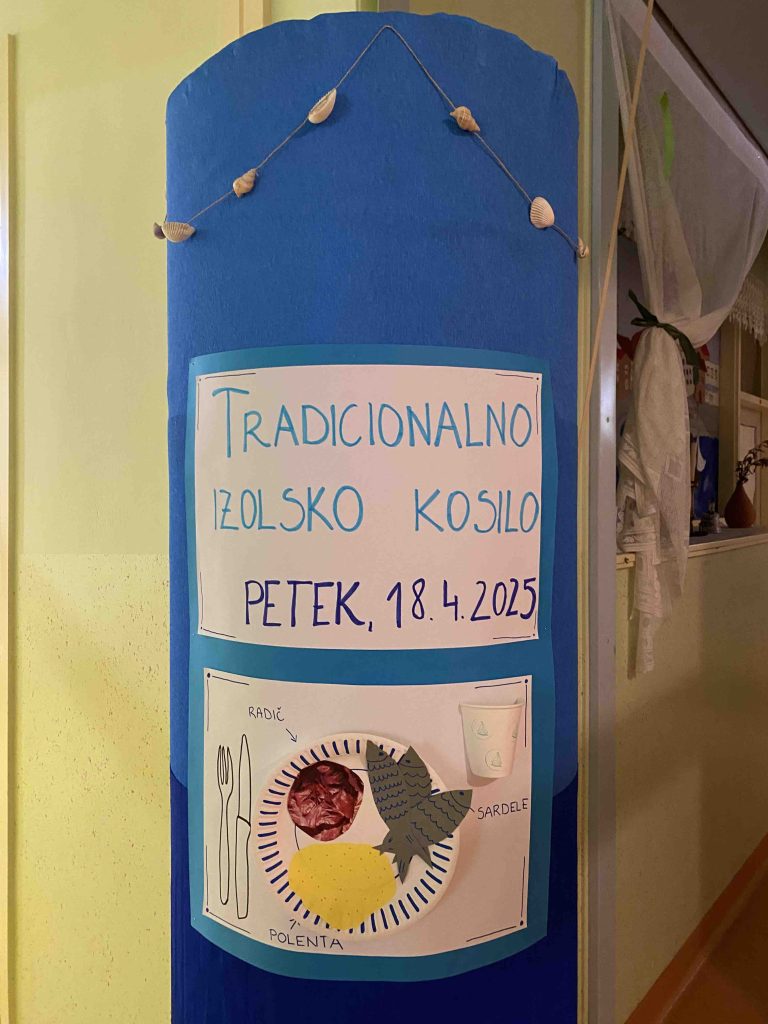 TRADICIONALNO
IZOLSKO KOSILO
PETEK, 18.4.2025
RADIČ
SARDELE
POLENTA